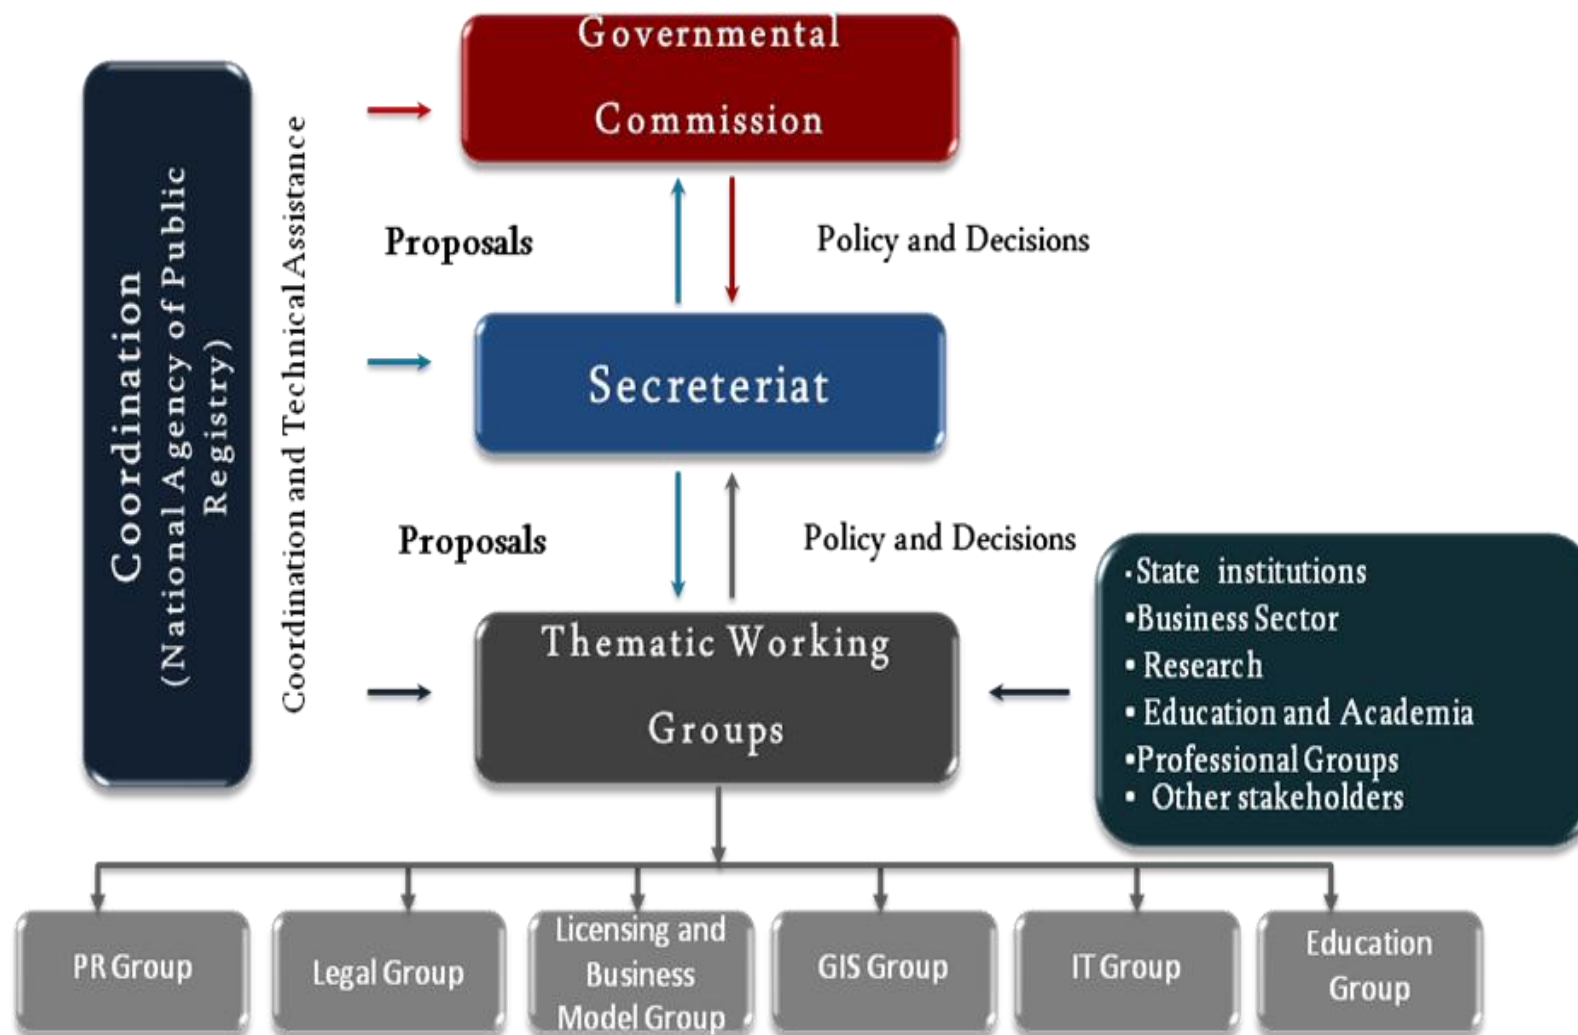 Coordination
(National Agency of Public
Registry)
Coordination and Technical Assistance
Governmental
Commission
Proposals
Policy and Decisions
Secreteriat
Proposals
Policy and Decisions
Thematic Working
Groups
•State institutions
•Business Sector
• Research
• Education and Academia
•Professional Groups
• Other stakeholders
PR Group
Legal Group
Licensing and
Business
Model Group
GIS Group
IT Group
Education
Group